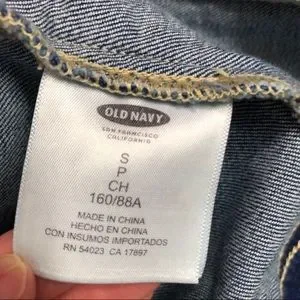 OLD NAVY
SAN FRANCISCO
CALIFORNIA
S
P
CH
160/88A
MADE IN CHINA
HECHO EN CHINA
CON INSUMOS IMPORTADOS
RN 54023 CA 17897